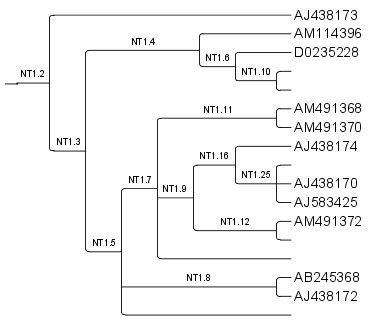 AJ438173
AM114396
NT1.4
D0235228
NT1.6
NT1.2
NT1.10
AM491368
NT1.11
AM491370
NT1.3
AJ438174
NT1.16
NT1.25
NT1.7
AJ438170
NT1.9
AJ583425
AM491372
NT1.12
NT1.5
AB245368
NT1.8
AJ438172